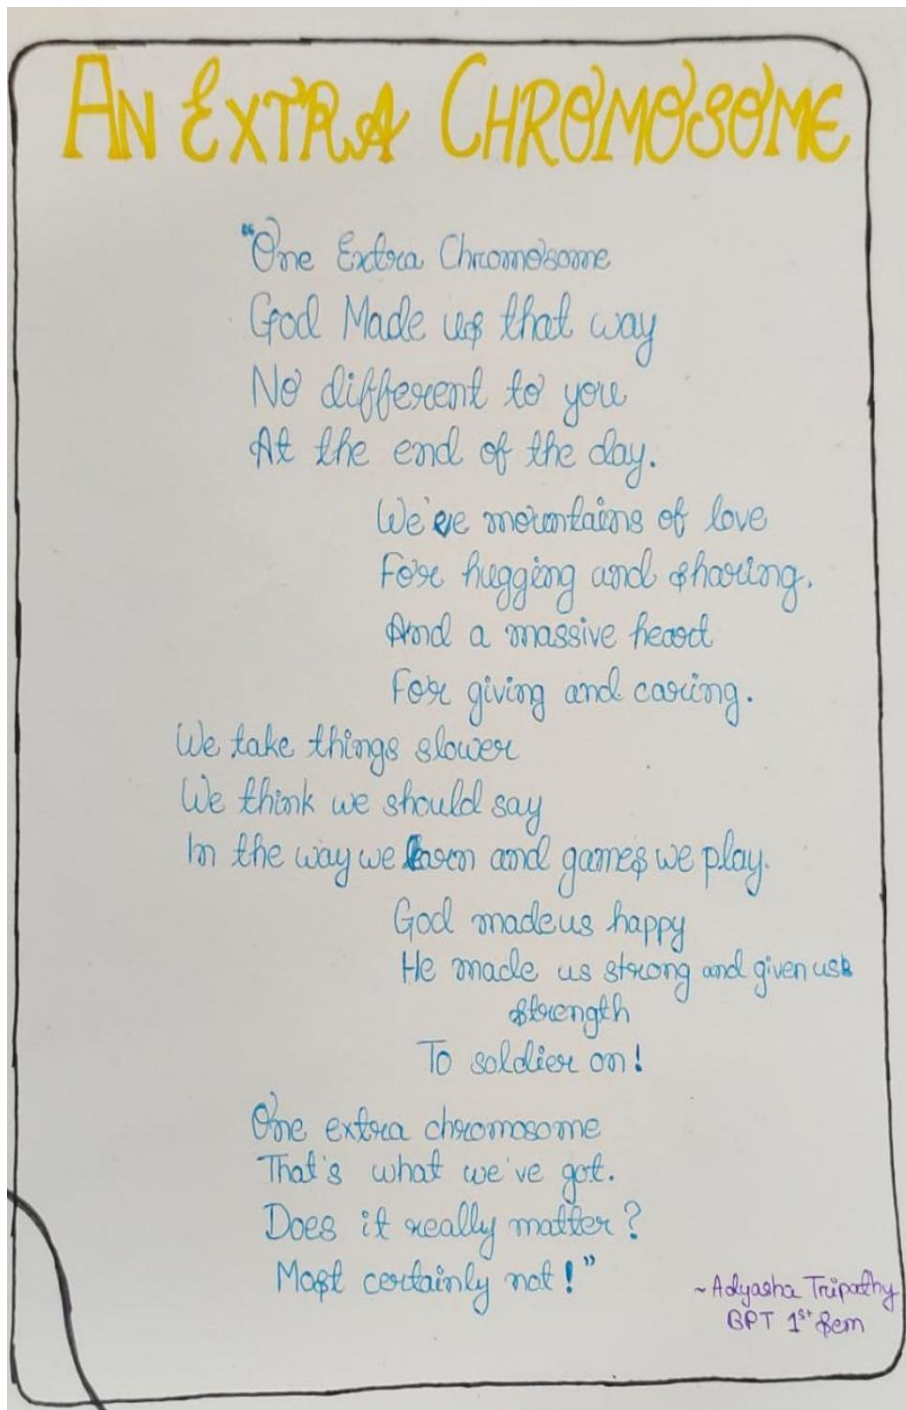 AN EXTRA CHROMOSOME
"One Extra Chromosome
God Made us that way
No different to you
At the end of the day.
We've mountains of love
For hugging and sharing.
And a massive heart
For giving and caring.
We take things slower
We think we should say
In the way we learn and games we play.
God made us happy
He made us strong and given us
strength
To soldier on!
One extra chromosome
That's what we've got.
Does it really matter?
Most certainly not!"
~Adyasha Tripathy
BPT 1st Sem